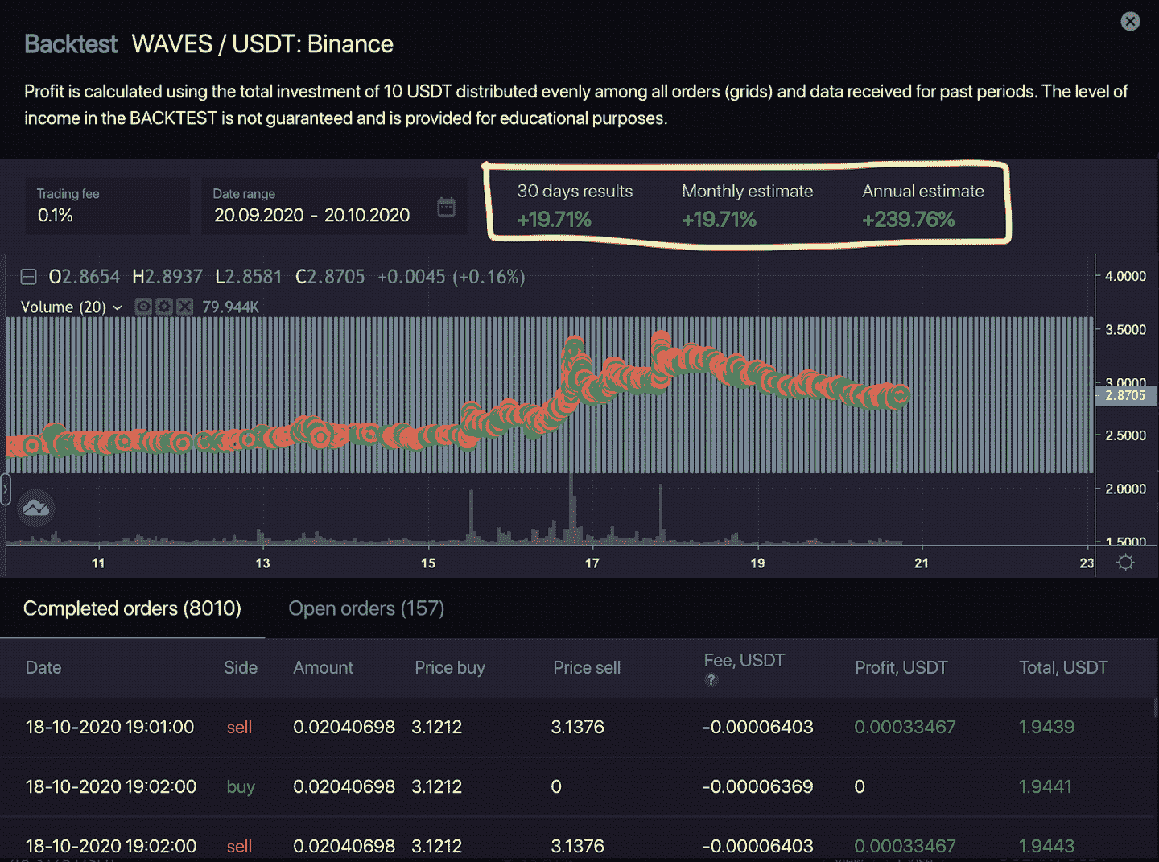 Backtest WAVES / USDT: Binance
Profit is calculated using the total investment of 10 USDT distributed evenly among all orders (grids) and data received for past periods. The level of
income in the BACKTEST is not guaranteed and is provided for educational purposes.
Trading fee
0.1%
Date range
20.09.2020 - 20.10.2020
30 days results
+19.71%
Monthly estimate
+19.71%
Annual estimate
+239.76%
O2.8654 H2.8937 L2.8581 C2.8705 +0.0045 (+0.16%)
Volume (20) 79.944K
4.0000
3.5000
3.0000
2.8705
2.5000
2.0000
1.5000
11 13 15 17 19 21 23
Completed orders (8010) Open orders (157)
Date Side Amount Price buy Price sell Fee, USDT ? Profit, USDT Total, USDT
18-10-2020 19:01:00 sell 0.02040698 3.1212 3.1376 -0.00006403 0.00033467 1.9439
18-10-2020 19:02:00 buy 0.02040698 3.1212 0 -0.00006369 0 1.9441
18-10-2020 19:02:00 sell 0.02040698 3.1212 3.1376 -0.00006403 0.00033467 1.9443